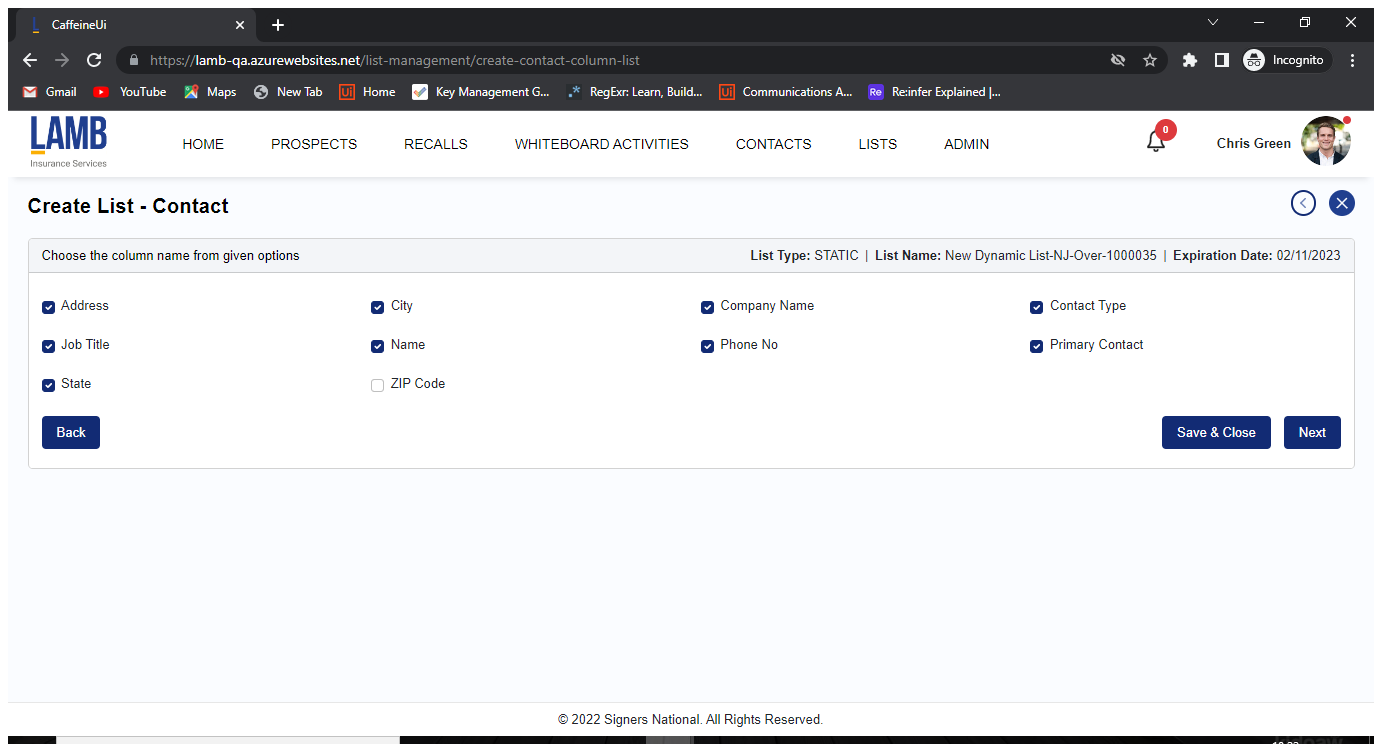 CaffeineUi
https://lamb-qa.azurewebsites.net/list-management/create-contact-column-list
Incognito
Gmail YouTube Maps New Tab Ui Home Key Management G... .* RegExr: Learn, Build... Ui Communications A... Re Re:infer Explained |...
LAMB
Insurance Services
HOME PROSPECTS RECALLS WHITEBOARD ACTIVITIES CONTACTS LISTS ADMIN 0 Chris Green
Create List - Contact
Choose the column name from given options List Type: STATIC | List Name: New Dynamic List-NJ-Over-1000035 | Expiration Date: 02/11/2023
Address City Company Name Contact Type
Job Title Name Phone No Primary Contact
State ZIP Code
Back Save & Close Next
© 2022 Signers National. All Rights Reserved.